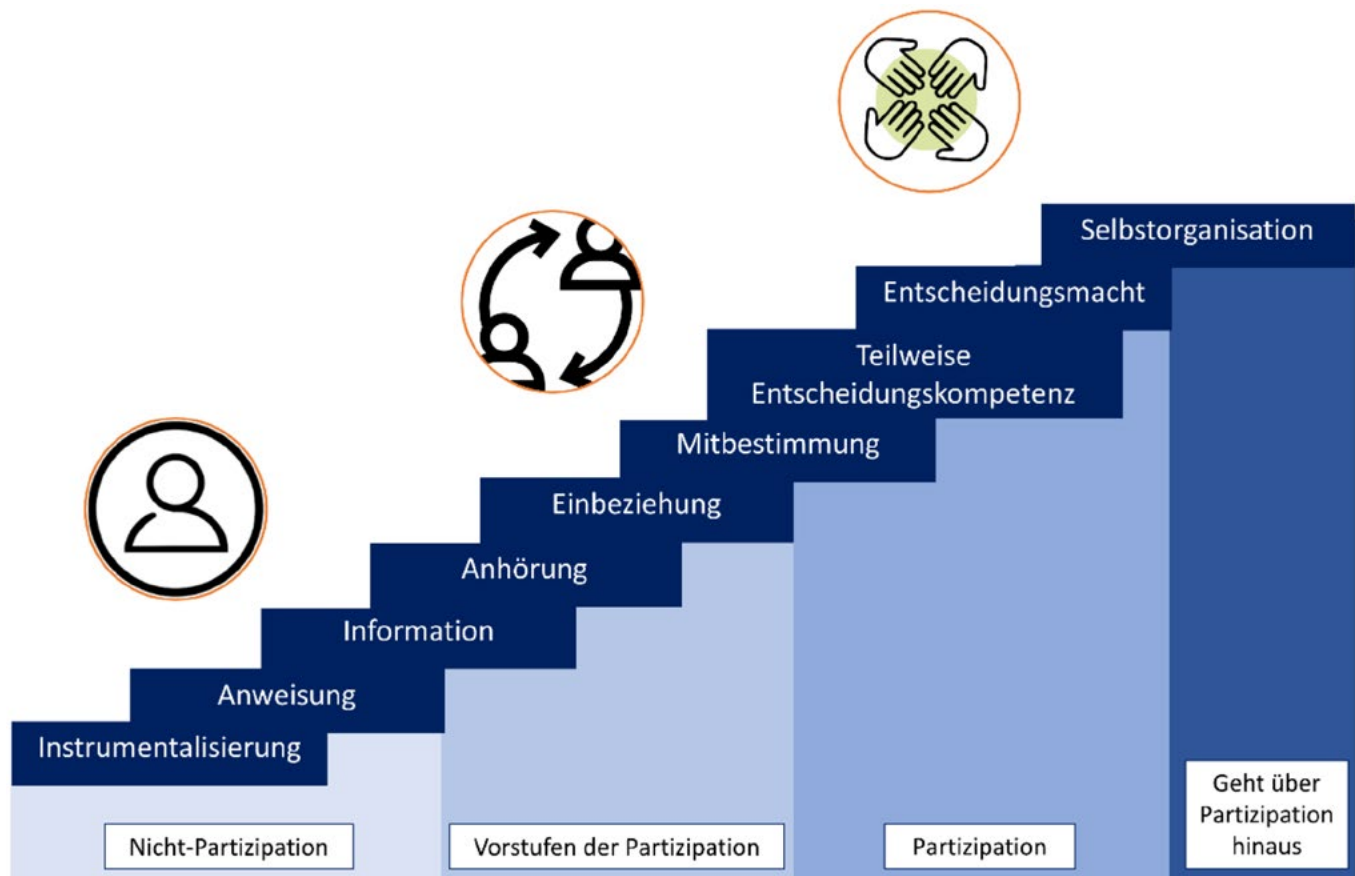 Selbstorganisation
Entscheidungsmacht
Teilweise
Entscheidungskompetenz
Mitbestimmung
Einbeziehung
Anhörung
Information
Anweisung
Instrumentalisierung
Nicht-Partizipation
Vorstufen der Partizipation
Partizipation
Geht über
Partizipation
hinaus